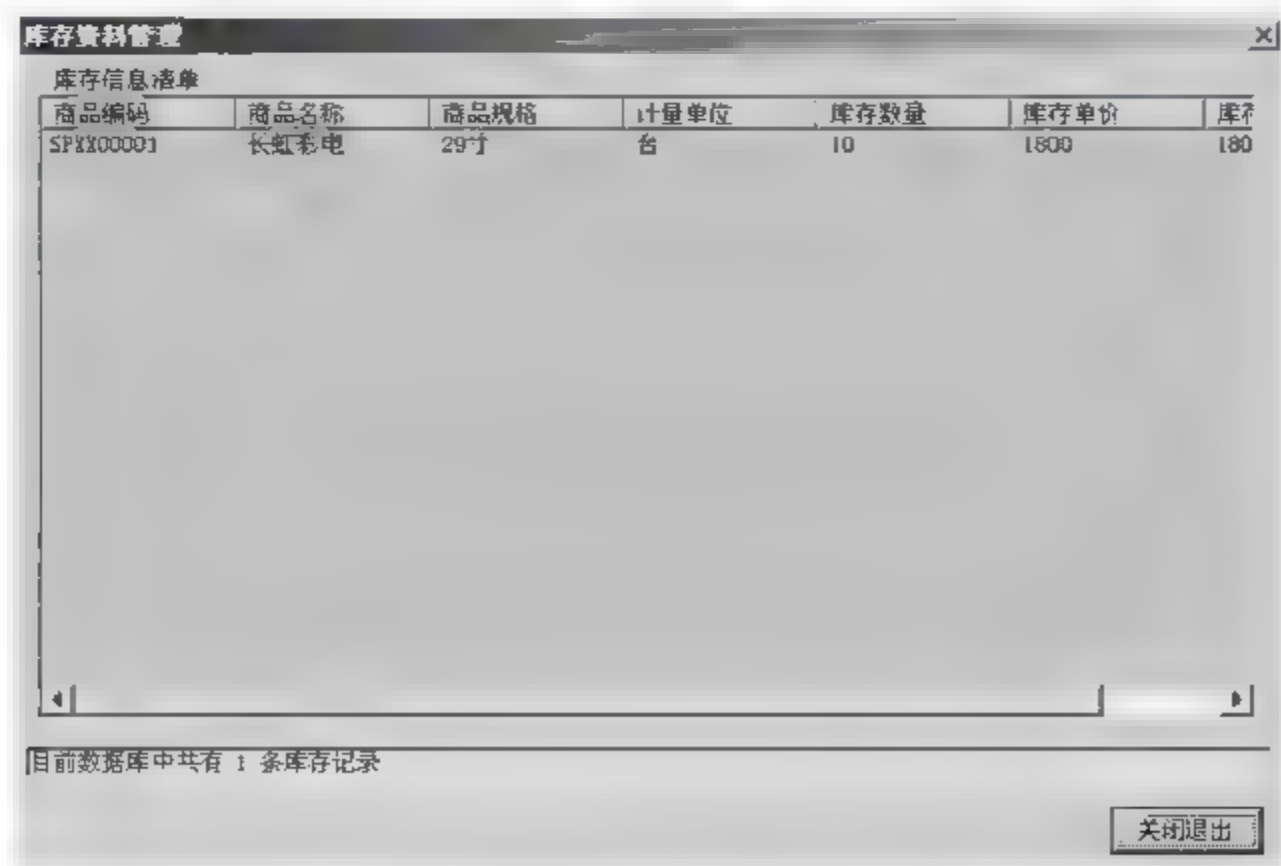 库存资料管理
库存信息清单
商品编码 商品名称 商品规格 计量单位 库存数量 库存单价 库存
SPXX00001 长虹彩电 29寸 台 10 1800 180
目前数据库中共有 1 条库存记录
关闭退出